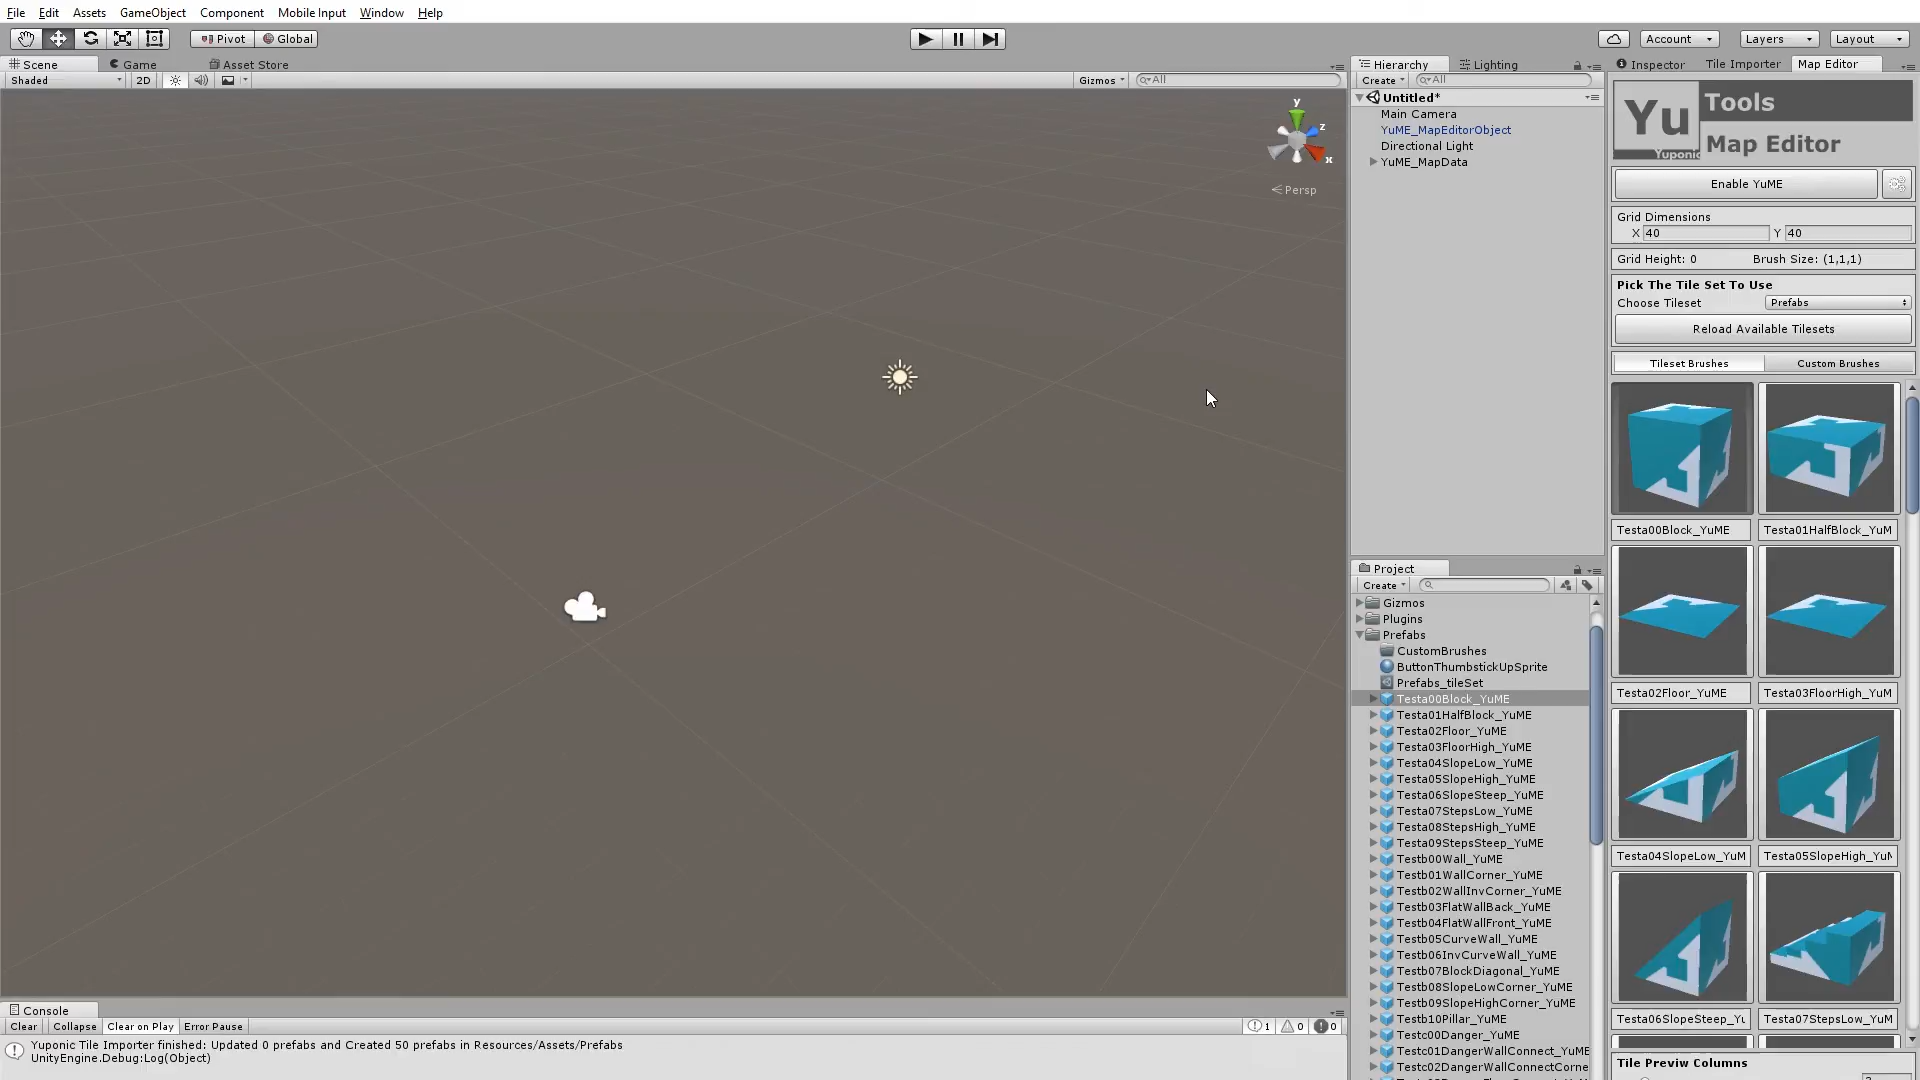 File Edit Assets GameObject Component Mobile Input Window Help
Pivot Global Account Layers Layout
Scene Game Asset Store
Shaded 2D Gizmos All
y
z
x
Persp
Hierarchy Lighting
Create All
Untitled*
Main Camera
YuME_MapEditorObject
Directional Light
YuME_MapData
Project
Create
Gizmos
Plugins
Prefabs
CustomBrushes
ButtonThumbstickUpSprite
Prefabs_tileSet
Testa00Block_YuME
Testa01HalfBlock_YuME
Testa02Floor_YuME
Testa03FloorHigh_YuME
Testa04SlopeLow_YuME
Testa05SlopeHigh_YuME
Testa06SlopeSteep_YuME
Testa07StepsLow_YuME
Testa08StepsHigh_YuME
Testa09StepsSteep_YuME
Testb00Wall_YuME
Testb01WallCorner_YuME
Testb02WallInvCorner_YuME
Testb03FlatWallBack_YuME
Testb04FlatWallFront_YuME
Testb05CurveWall_YuME
Testb06InvCurveWall_YuME
Testb07BlockDiagonal_YuME
Testb08SlopeLowCorner_YuME
Testb09SlopeHighCorner_YuME
Testb10Pillar_YuME
Testc00Danger_YuME
Testc01DangerWallConnect_YuME
Testc02DangerWallConnectCorne
Inspector Tile Importer Map Editor
Yu Tools
Yuponic Map Editor
Enable YuME
Grid Dimensions
X 40 Y 40
Grid Height: 0 Brush Size: (1,1,1)
Pick The Tile Set To Use
Choose Tileset Prefabs
Reload Available Tilesets
Tileset Brushes Custom Brushes
Testa00Block_YuME Testa01HalfBlock_YuM
Testa02Floor_YuME Testa03FloorHigh_YuM
Testa04SlopeLow_YuM Testa05SlopeHigh_YuM
Testa06SlopeSteep_Yu Testa07StepsLow_YuM
Tile Previw Columns
Console
Clear Collapse Clear on Play Error Pause 1 0 0
Yuponic Tile Importer finished: Updated 0 prefabs and Created 50 prefabs in Resources/Assets/Prefabs
UnityEngine.Debug:Log(Object)